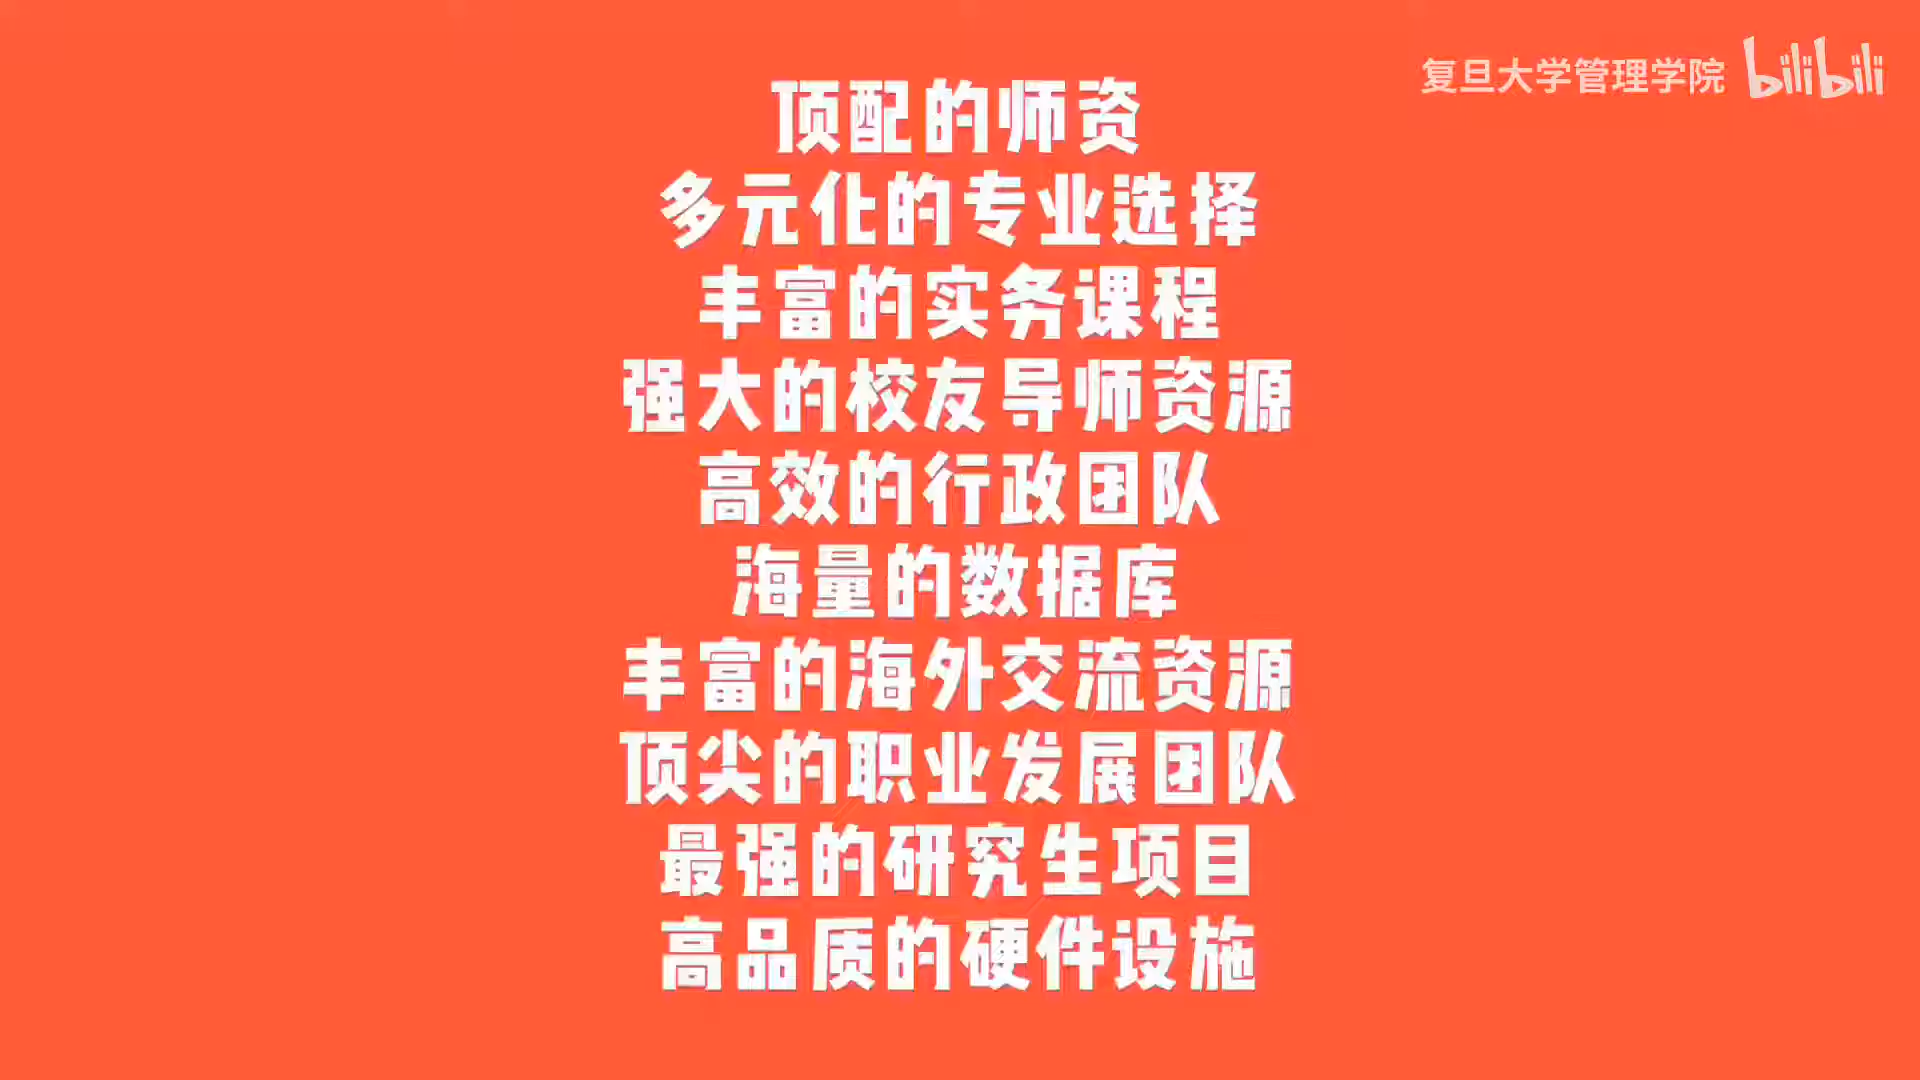 复旦大学管理学院 bilibili
顶配的师资
多元化的专业选择
丰富的实务课程
强大的校友导师资源
高效的行政团队
海量的数据库
丰富的海外交流资源
顶尖的职业发展团队
最强的研究生项目
高品质的硬件设施